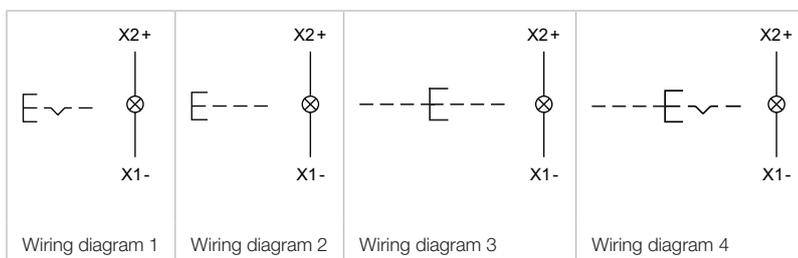 X2+ X2+ X2+ X2+
X1- X1- X1- X1-
Wiring diagram 1 Wiring diagram 2 Wiring diagram 3 Wiring diagram 4